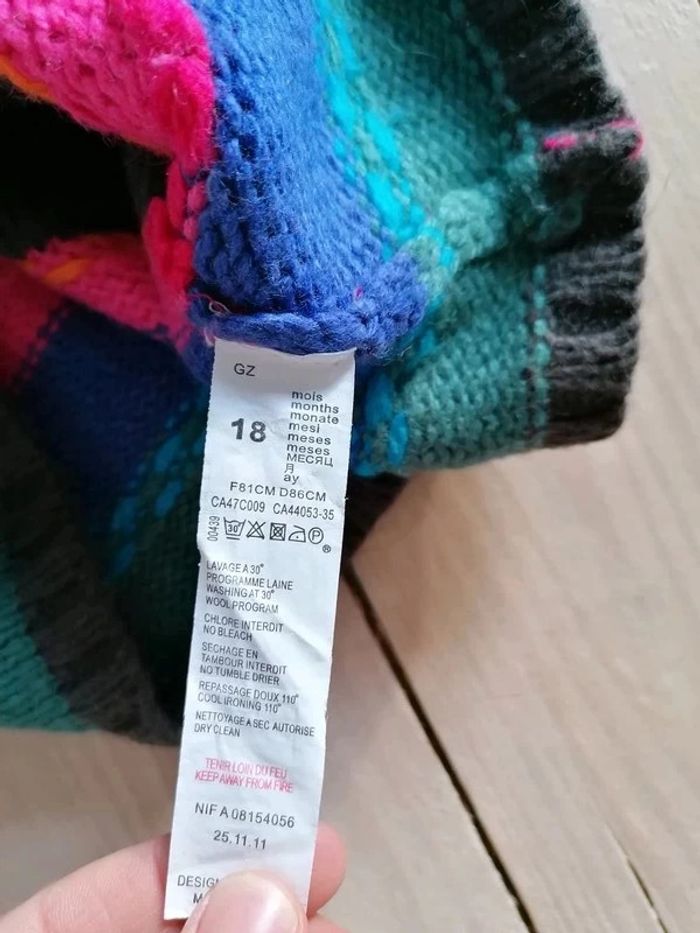 GZ
18
mois
months
monate
mesi
meses
meses
МЕСЯЦ
月
ay
F81CM D86CM
CA47C009 CA44053-35
00439
30
P
®
LAVAGE A 30°
PROGRAMME LAINE
WASHING AT 30°
WOOL PROGRAM
CHLORE INTERDIT
NO BLEACH
SECHAGE EN
TAMBOUR INTERDIT
NO TUMBLE DRIER
REPASSAGE DOUX 110°
COOL IRONING 110°
NETTOYAGE A SEC AUTORISE
DRY CLEAN
TENIR LOIN DU FEU
KEEP AWAY FROM FIRE
NIF A 08154056
25.11.11